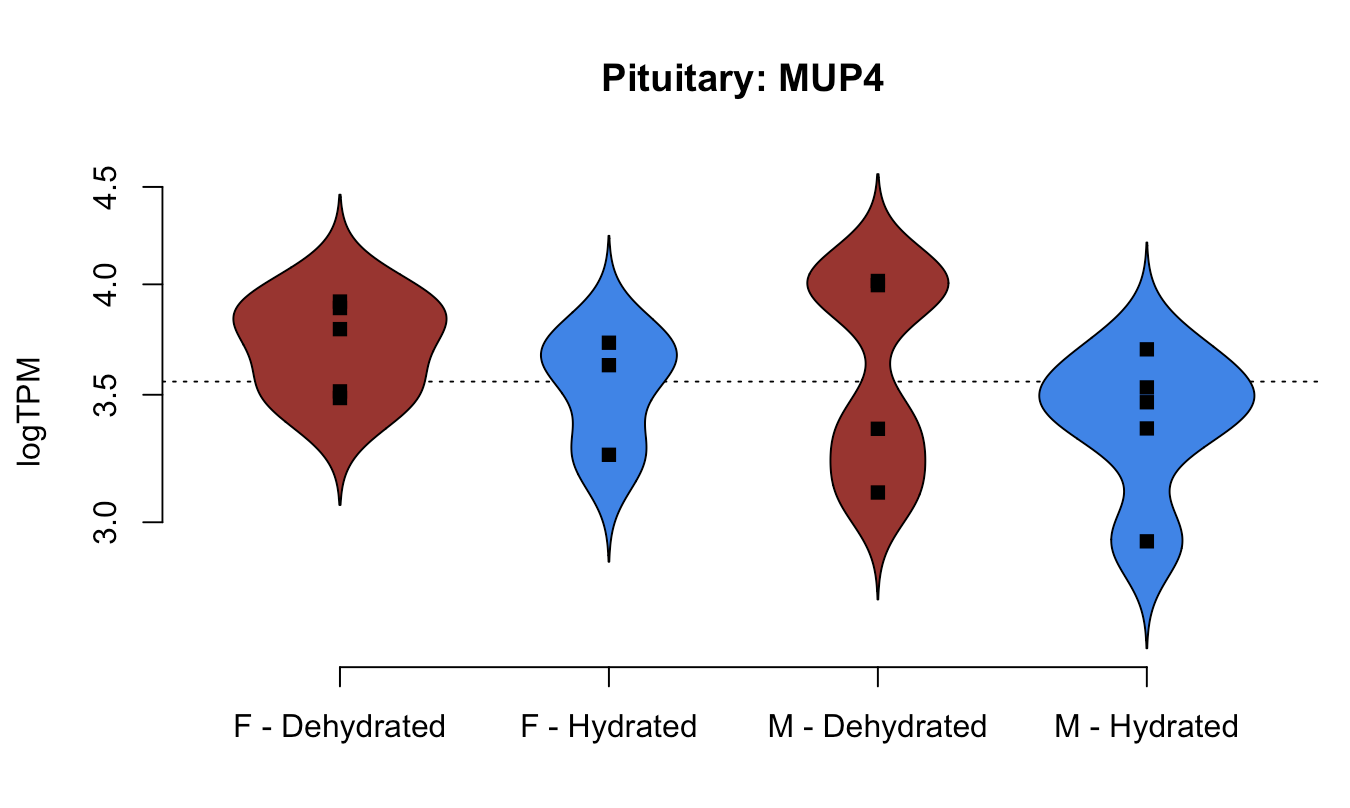 Pituitary: MUP4
logTPM
4.5
4.0
3.5
3.0
F - Dehydrated
F - Hydrated
M - Dehydrated
M - Hydrated